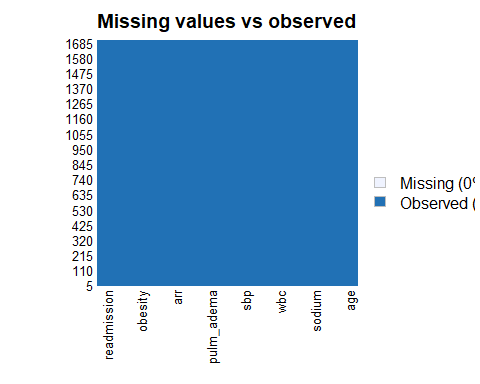 Missing values vs observed
1685
1580
1475
1370
1265
1160
1055
950
845
740
635
530
425
320
215
110
5
readmission
obesity
arr
pulm_adema
sbp
wbc
sodium
age
Missing (0%
Observed (